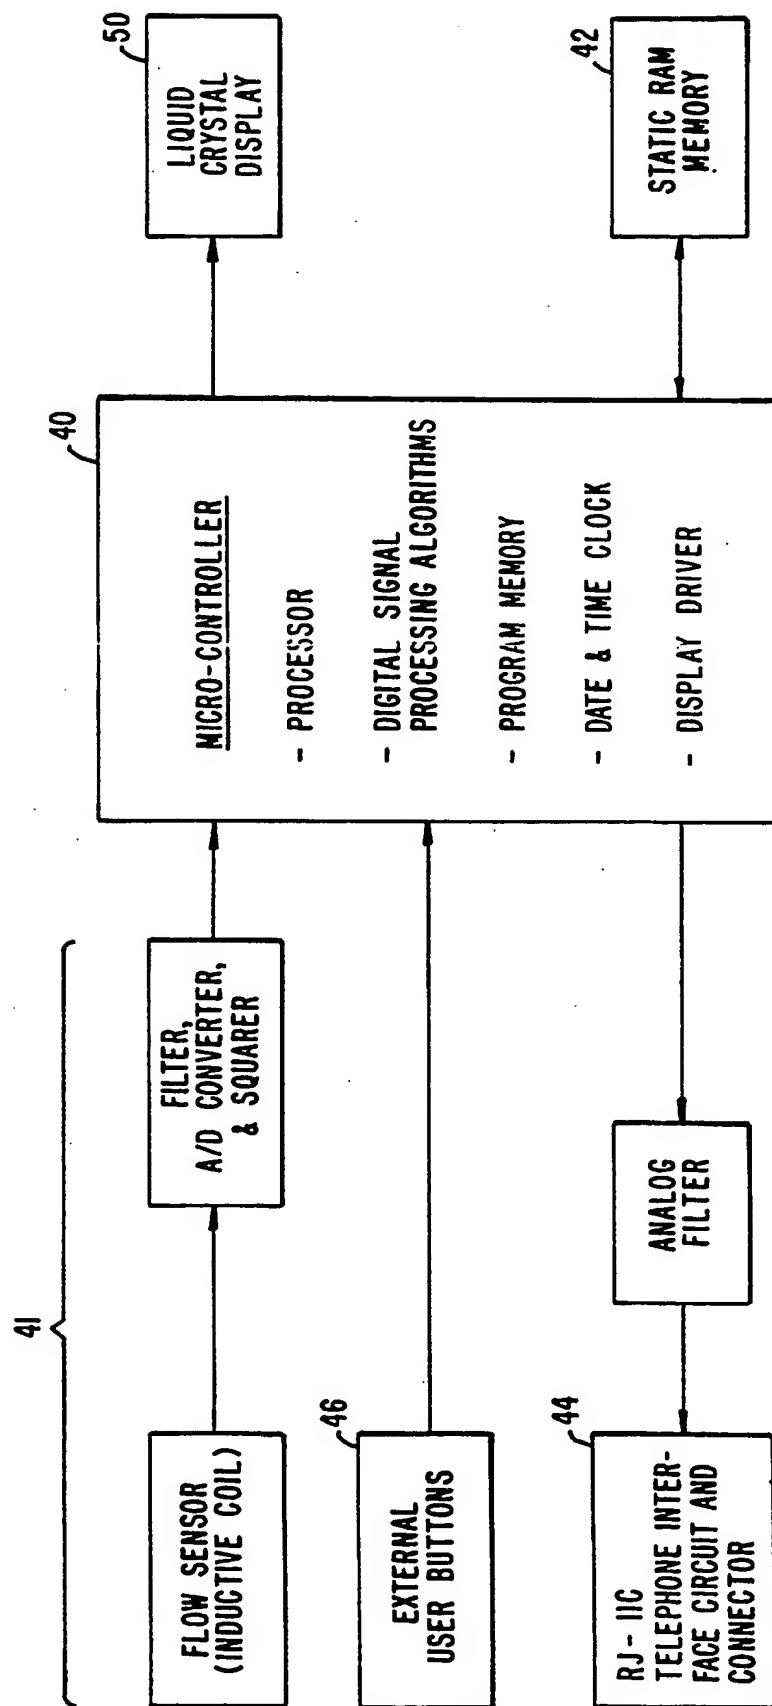 41
FLOW SENSOR
(INDUCTIVE COIL)
FILTER,
A/D CONVERTER,
& SQUARER
46
EXTERNAL
USER BUTTONS
44
RJ-11C
TELEPHONE INTER-
FACE CIRCUIT AND
CONNECTOR
ANALOG
FILTER
40
MICRO-CONTROLLER
- PROCESSOR
- DIGITAL SIGNAL
PROCESSING ALGORITHMS
- PROGRAM MEMORY
- DATE & TIME CLOCK
- DISPLAY DRIVER
50
LIQUID
CRYSTAL
DISPLAY
42
STATIC RAM
MEMORY